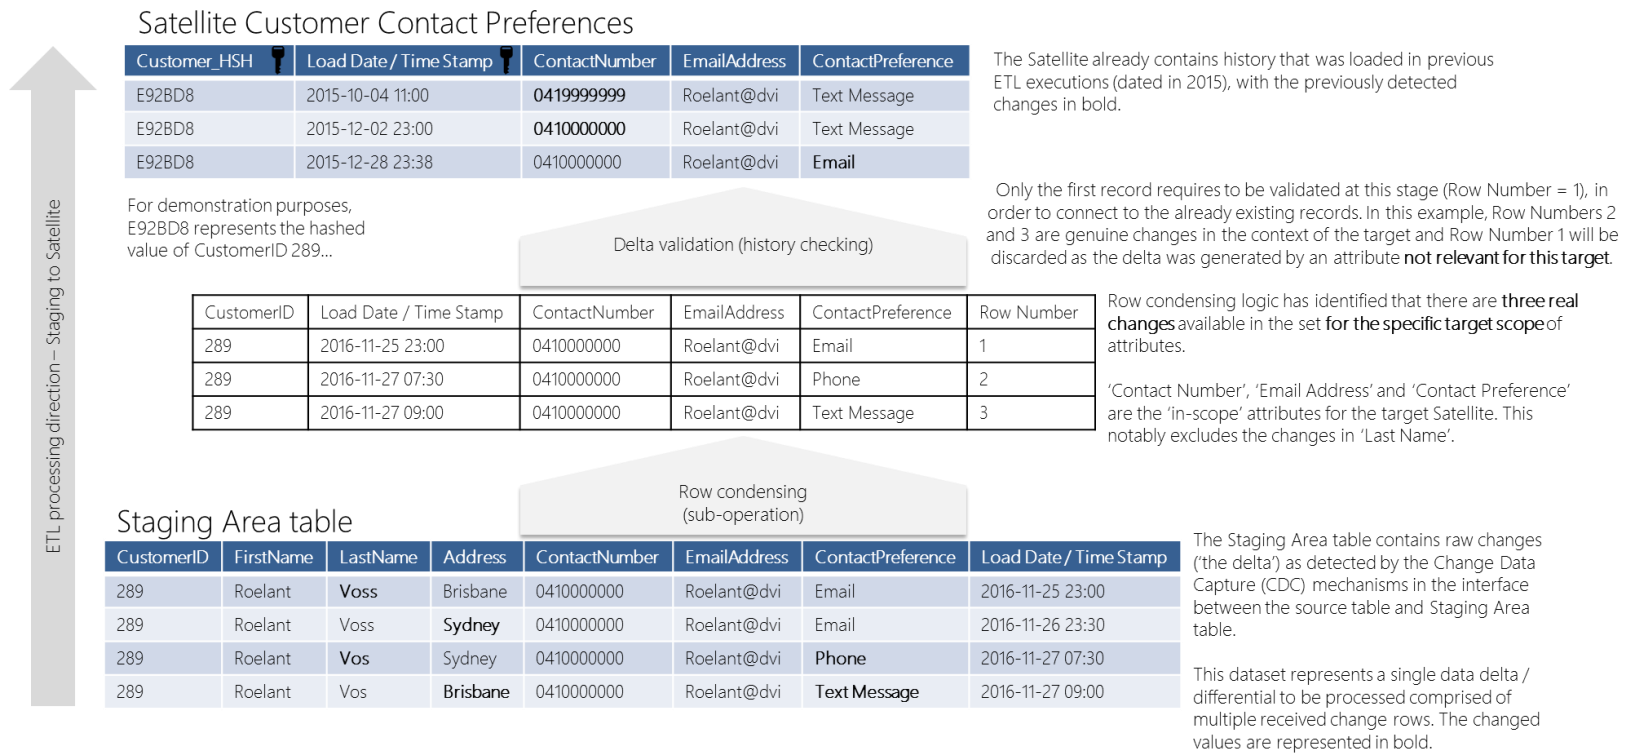 Satellite Customer Contact Preferences
Customer_HSH Load Date / Time Stamp ContactNumber EmailAddress ContactPreference
E92BD8 2015-10-04 11:00 0419999999 Roelant@dvi Text Message
E92BD8 2015-12-02 23:00 0410000000 Roelant@dvi Text Message
E92BD8 2015-12-28 23:38 0410000000 Roelant@dvi Email
The Satellite already contains history that was loaded in previous
ETL executions (dated in 2015), with the previously detected
changes in bold.
For demonstration purposes,
E92BD8 represents the hashed
value of CustomerID 289...
Delta validation (history checking)
Only the first record requires to be validated at this stage (Row Number = 1), in
order to connect to the already existing records. In this example, Row Numbers 2
and 3 are genuine changes in the context of the target and Row Number 1 will be
discarded as the delta was generated by an attribute not relevant for this target.
CustomerID Load Date / Time Stamp ContactNumber EmailAddress ContactPreference Row Number
289 2016-11-25 23:00 0410000000 Roelant@dvi Email 1
289 2016-11-27 07:30 0410000000 Roelant@dvi Phone 2
289 2016-11-27 09:00 0410000000 Roelant@dvi Text Message 3
Row condensing logic has identified that there are three real
changes available in the set for the specific target scope of
attributes.
‘Contact Number’, ‘Email Address’ and ‘Contact Preference’
are the ‘in-scope’ attributes for the target Satellite. This
notably excludes the changes in ‘Last Name’.
ETL processing direction – Staging to Satellite
Row condensing
(sub-operation)
Staging Area table
CustomerID FirstName LastName Address ContactNumber EmailAddress ContactPreference Load Date / Time Stamp
289 Roelant Voss Brisbane 0410000000 Roelant@dvi Email 2016-11-25 23:00
289 Roelant Voss Sydney 0410000000 Roelant@dvi Email 2016-11-26 23:30
289 Roelant Vos Sydney 0410000000 Roelant@dvi Phone 2016-11-27 07:30
289 Roelant Vos Brisbane 0410000000 Roelant@dvi Text Message 2016-11-27 09:00
The Staging Area table contains raw changes
(‘the delta’) as detected by the Change Data
Capture (CDC) mechanisms in the interface
between the source table and Staging Area
table.
This dataset represents a single data delta /
differential to be processed comprised of
multiple received change rows. The changed
values are represented in bold.